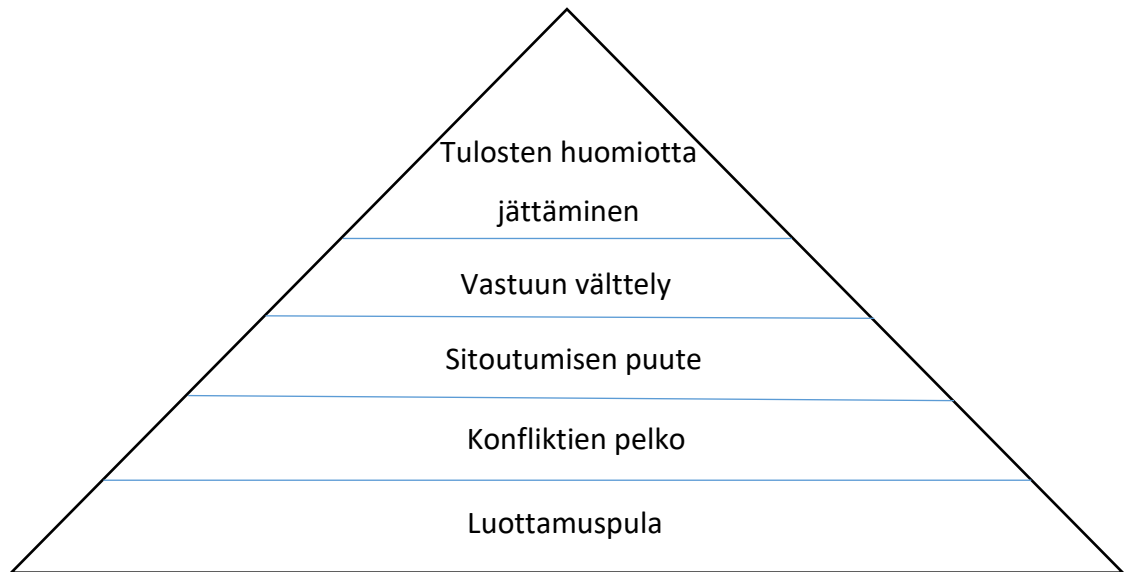 Tulosten huomiotta
jättäminen
Vastuun välttely
Sitoutumisen puute
Konfliktien pelko
Luottamuspula